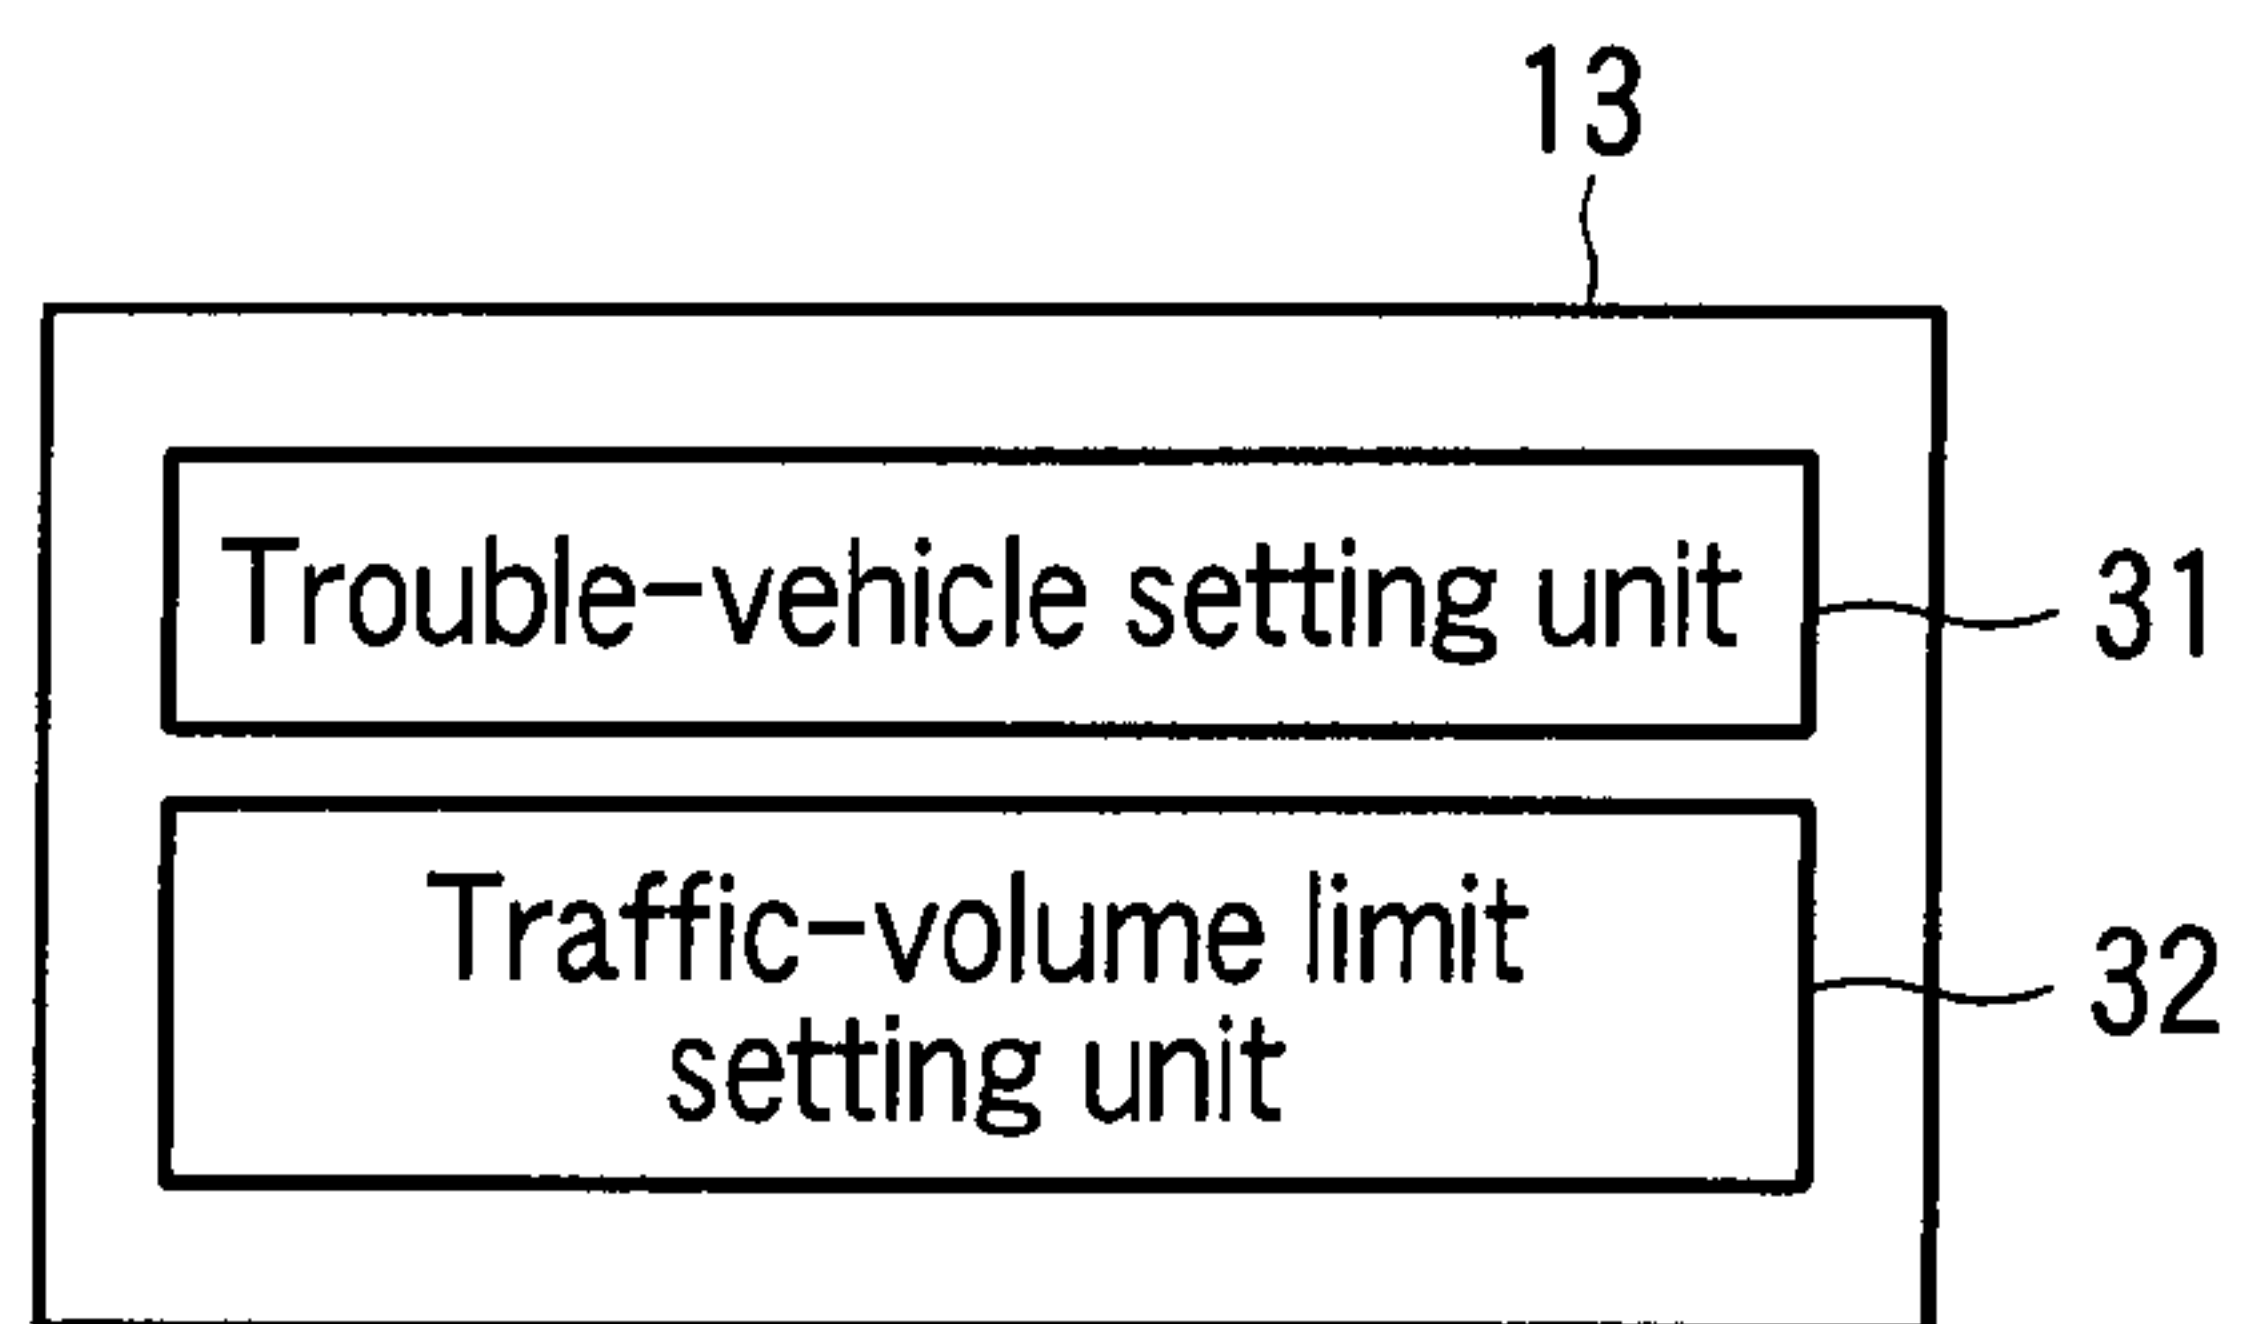 13
Trouble-vehicle setting unit
31
Traffic-volume limit
setting unit
32